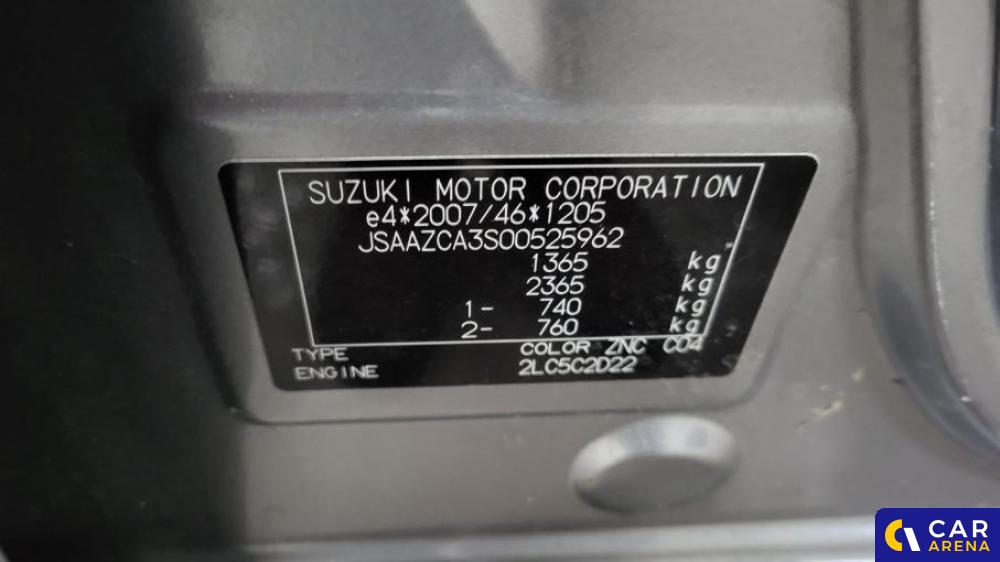 SUZUKI MOTOR CORPORATION
e4*2007/46*1205
JSAAZCA3S00525962
1365 kg
2365 kg
1- 740 kg
2- 760 kg
TYPE COLOR ZNC C04
ENGINE 2LC5C2D22
CAR
ARENA